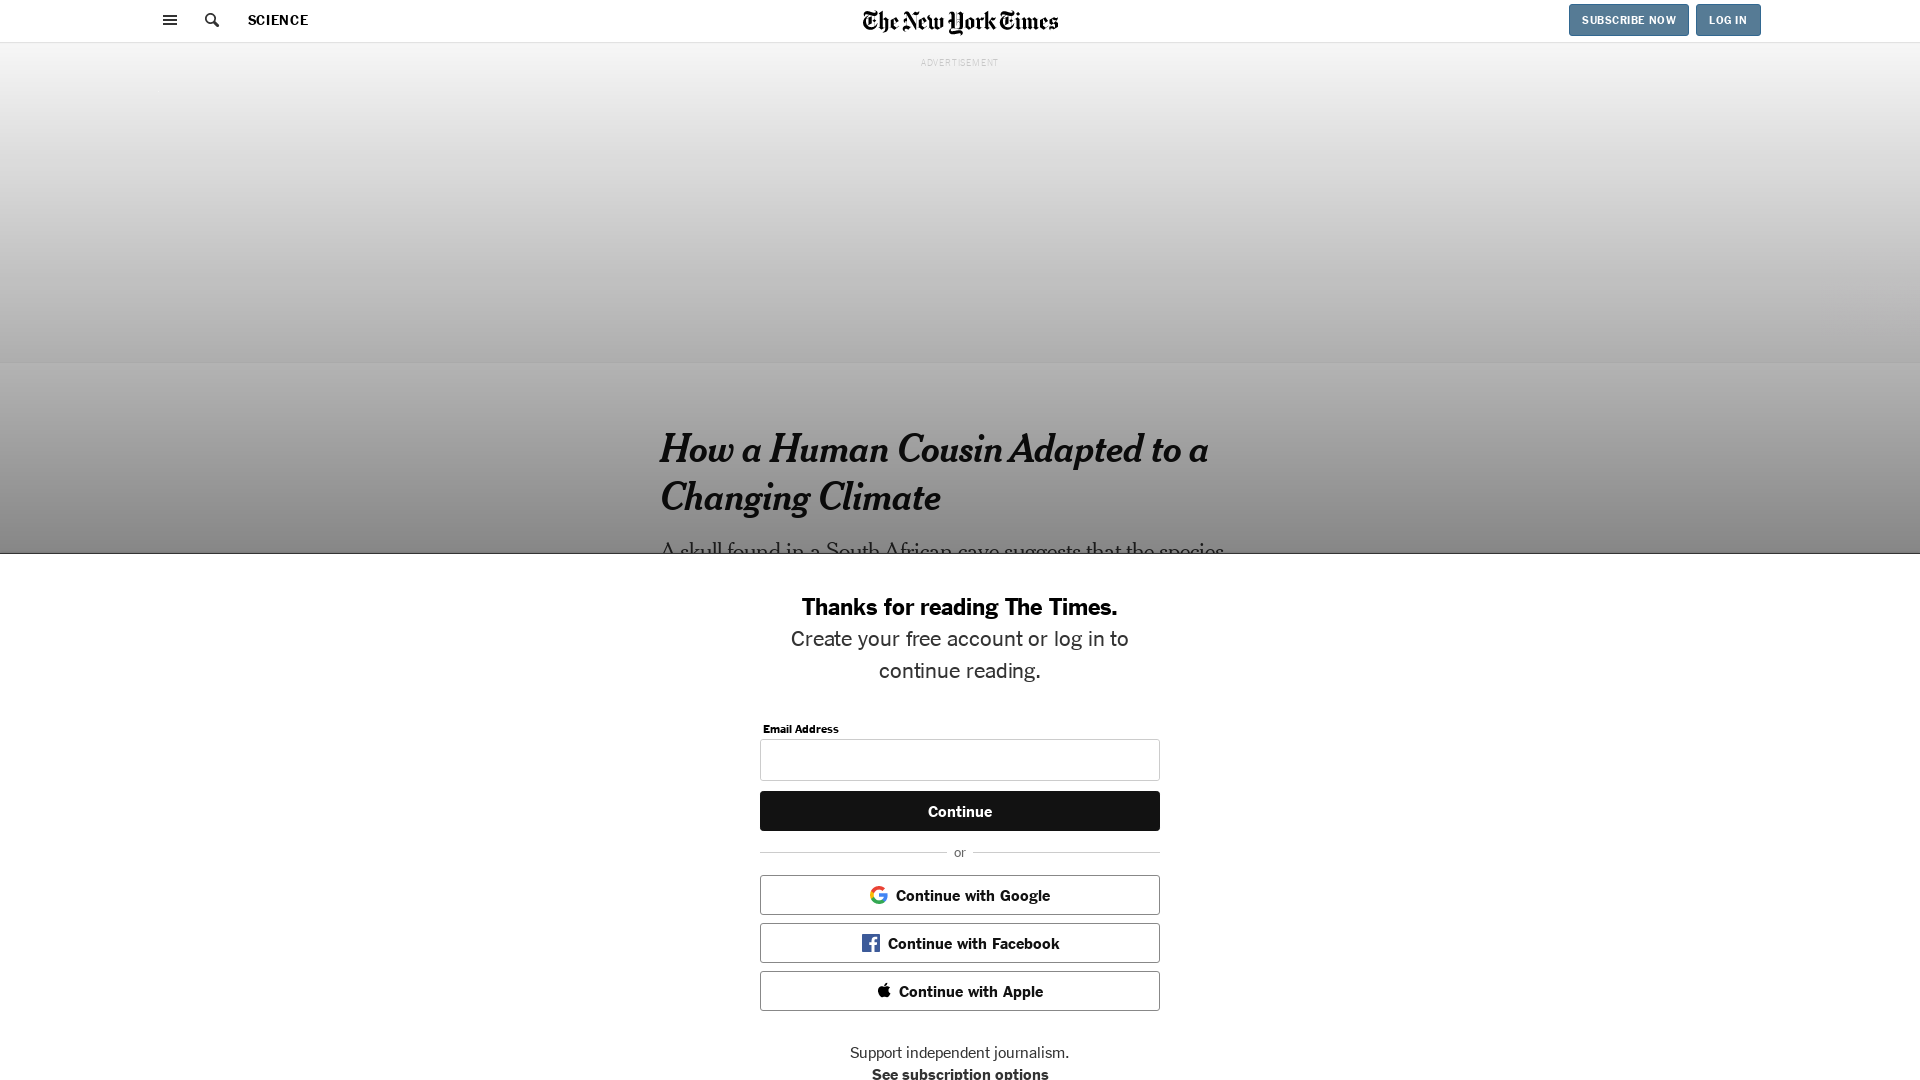 SCIENCE
The New York Times
SUBSCRIBE NOW
LOG IN
ADVERTISEMENT
How a Human Cousin Adapted to a
Changing Climate
A skull found in a South African cave suggests that the species
Thanks for reading The Times.
Create your free account or log in to
continue reading.
Email Address
Continue
or
Continue with Google
Continue with Facebook
Continue with Apple
Support independent journalism.
See subscription options